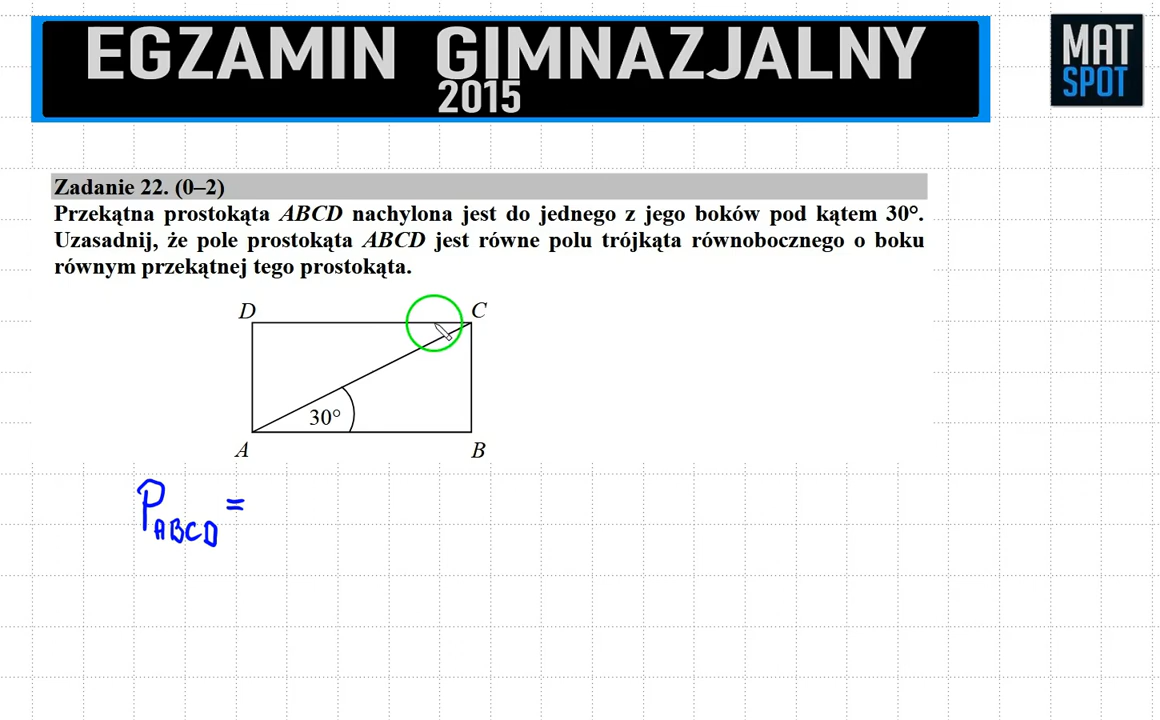 EGZAMIN GIMNAZJALNY
2015
MAT
SPOT
Zadanie 22. (0–2)
Przekątna prostokąta ABCD nachylona jest do jednego z jego boków pod kątem 30°.
Uzasadnij, że pole prostokąta ABCD jest równe polu trójkąta równobocznego o boku
równym przekątnej tego prostokąta.
D C
30°
A B
P_ABCD =